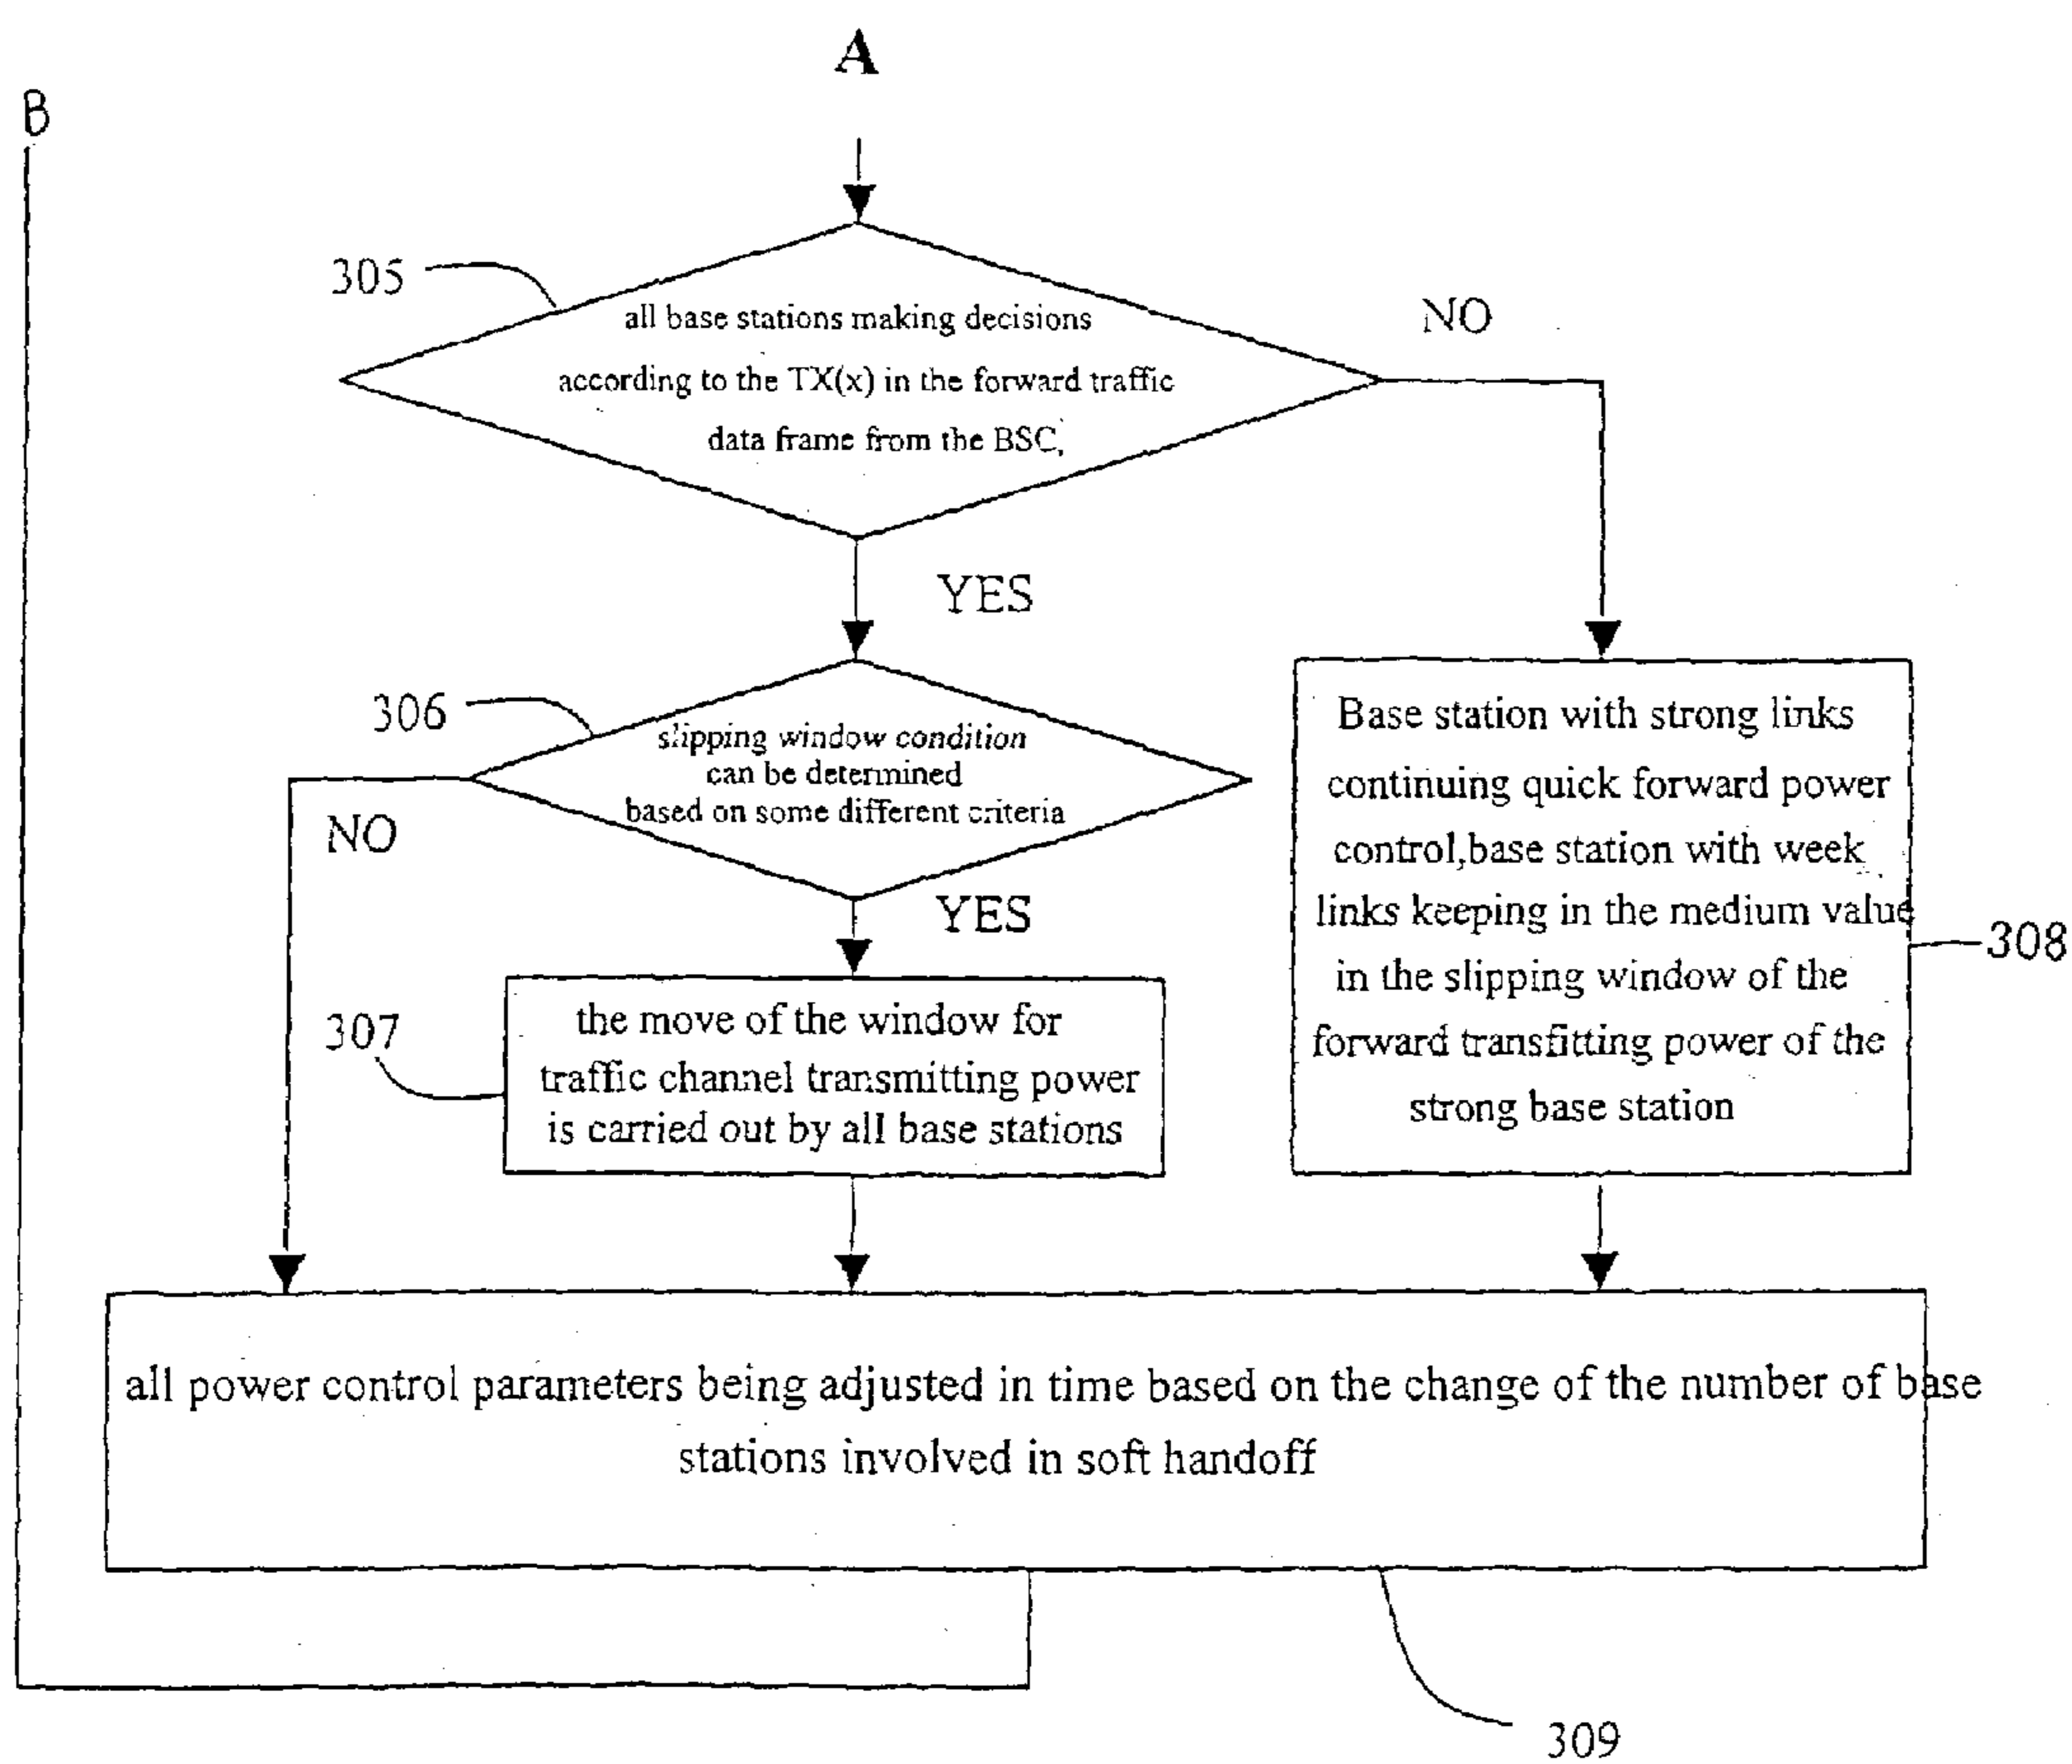 A
B
305
all base stations making decisions
according to the TX(x) in the forward traffic
data frame from the BSC,
NO
YES
306
slipping window condition
can be determined
based on some different criteria
NO
YES
307
the move of the window for
traffic channel transmitting power
is carried out by all base stations
Base station with strong links
continuing quick forward power
control,base station with week
links keeping in the medium value
in the slipping window of the
forward transfitting power of the
strong base station
308
all power control parameters being adjusted in time based on the change of the number of base
stations involved in soft handoff
309